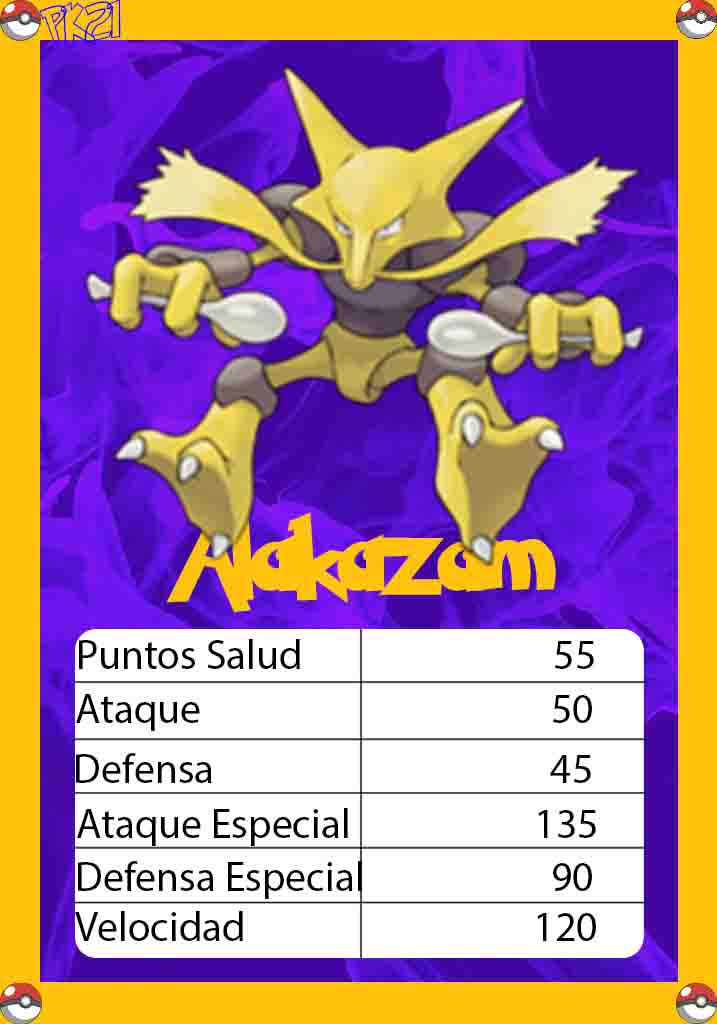 PK21
Alakazam
Puntos Salud 55
Ataque 50
Defensa 45
Ataque Especial 135
Defensa Especial 90
Velocidad 120